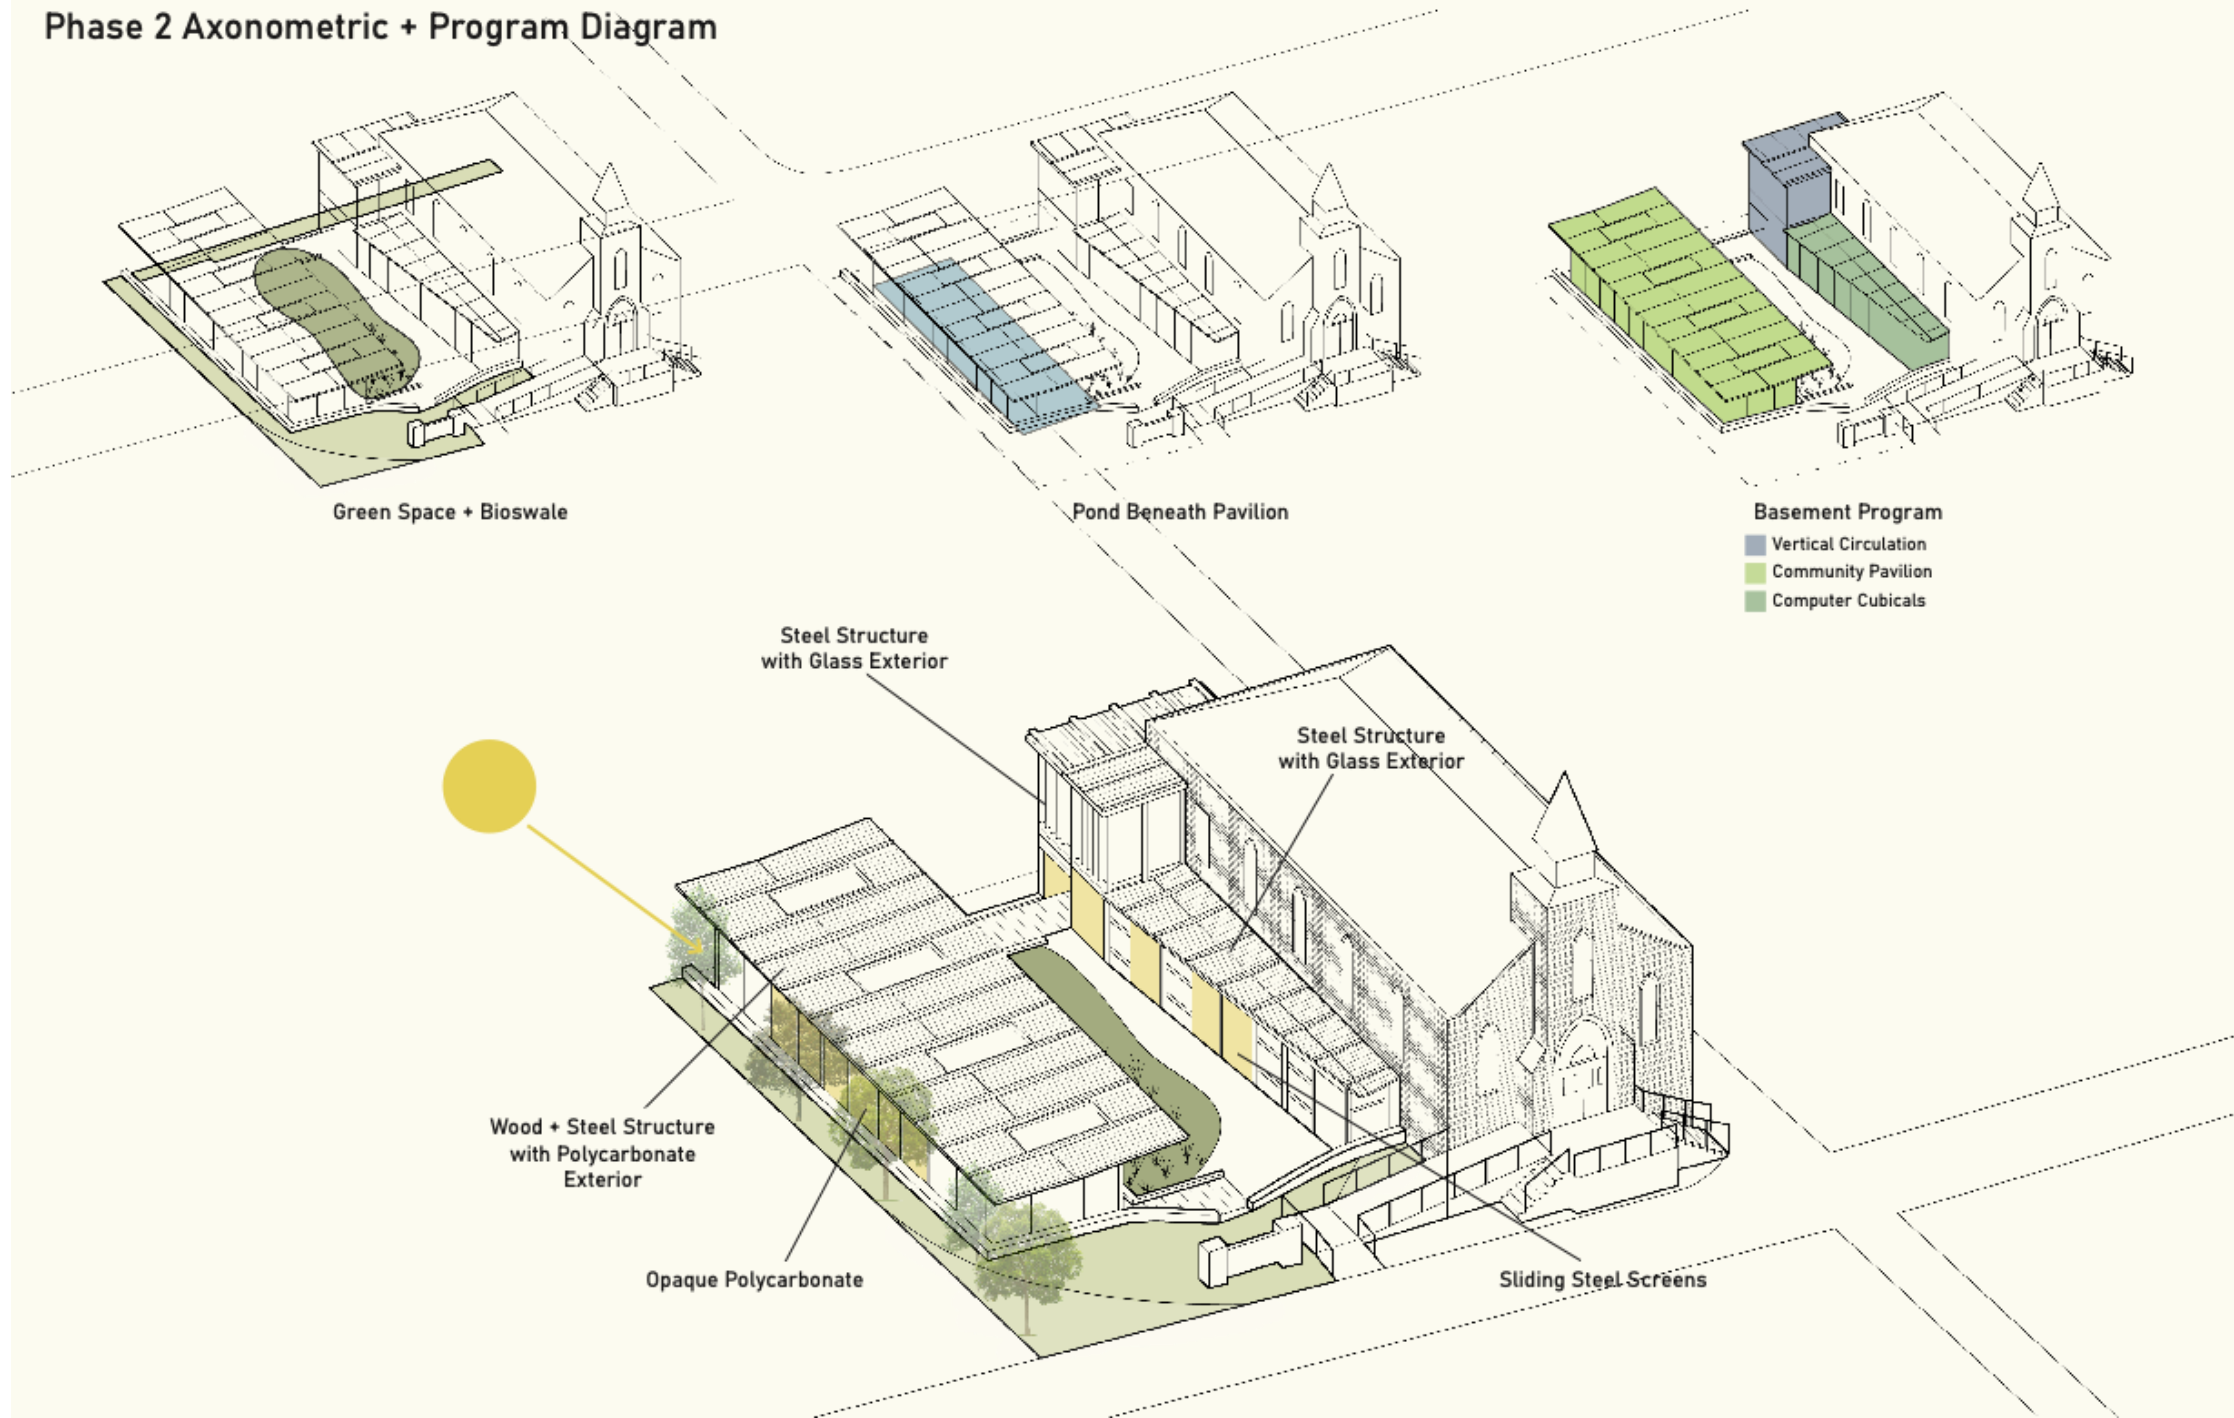 Phase 2 Axonometric + Program Diagram
Green Space + Bioswale
Pond Beneath Pavilion
Basement Program
Vertical Circulation
Community Pavilion
Computer Cubicals
Steel Structure
with Glass Exterior
Steel Structure
with Glass Exterior
Wood + Steel Structure
with Polycarbonate
Exterior
Opaque Polycarbonate
Sliding Steel Screens